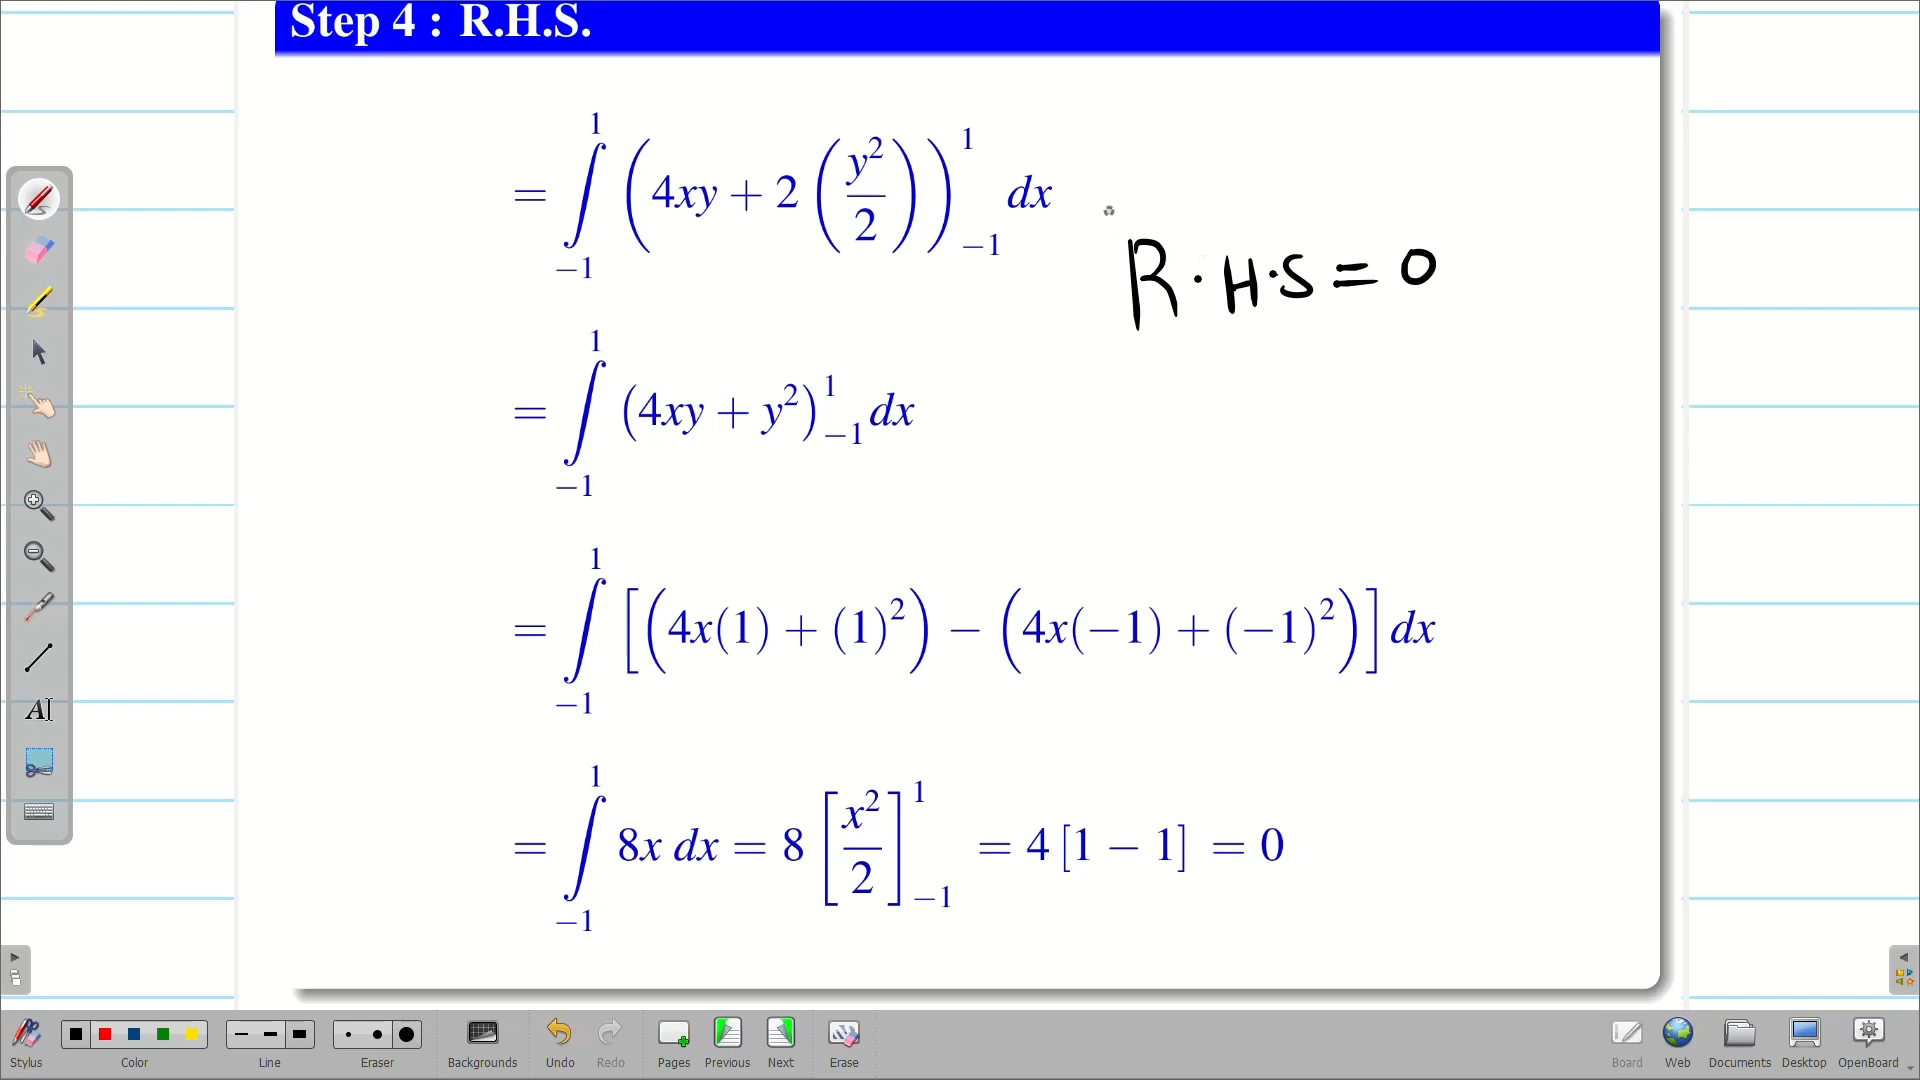 Step 4 : R.H.S.
= ∫_{−1}^{1} (4xy + 2(y²/2))_{−1}^{1} dx
R·H·S = 0
= ∫_{−1}^{1} (4xy + y²)_{−1}^{1} dx
= ∫_{−1}^{1} [(4x(1) + (1)²) − (4x(−1) + (−1)²)] dx
= ∫_{−1}^{1} 8x dx = 8 [x²/2]_{−1}^{1} = 4 [1 − 1] = 0
Stylus Color Line Eraser Backgrounds Undo Redo Pages Previous Next Erase Board Web Documents Desktop OpenBoard